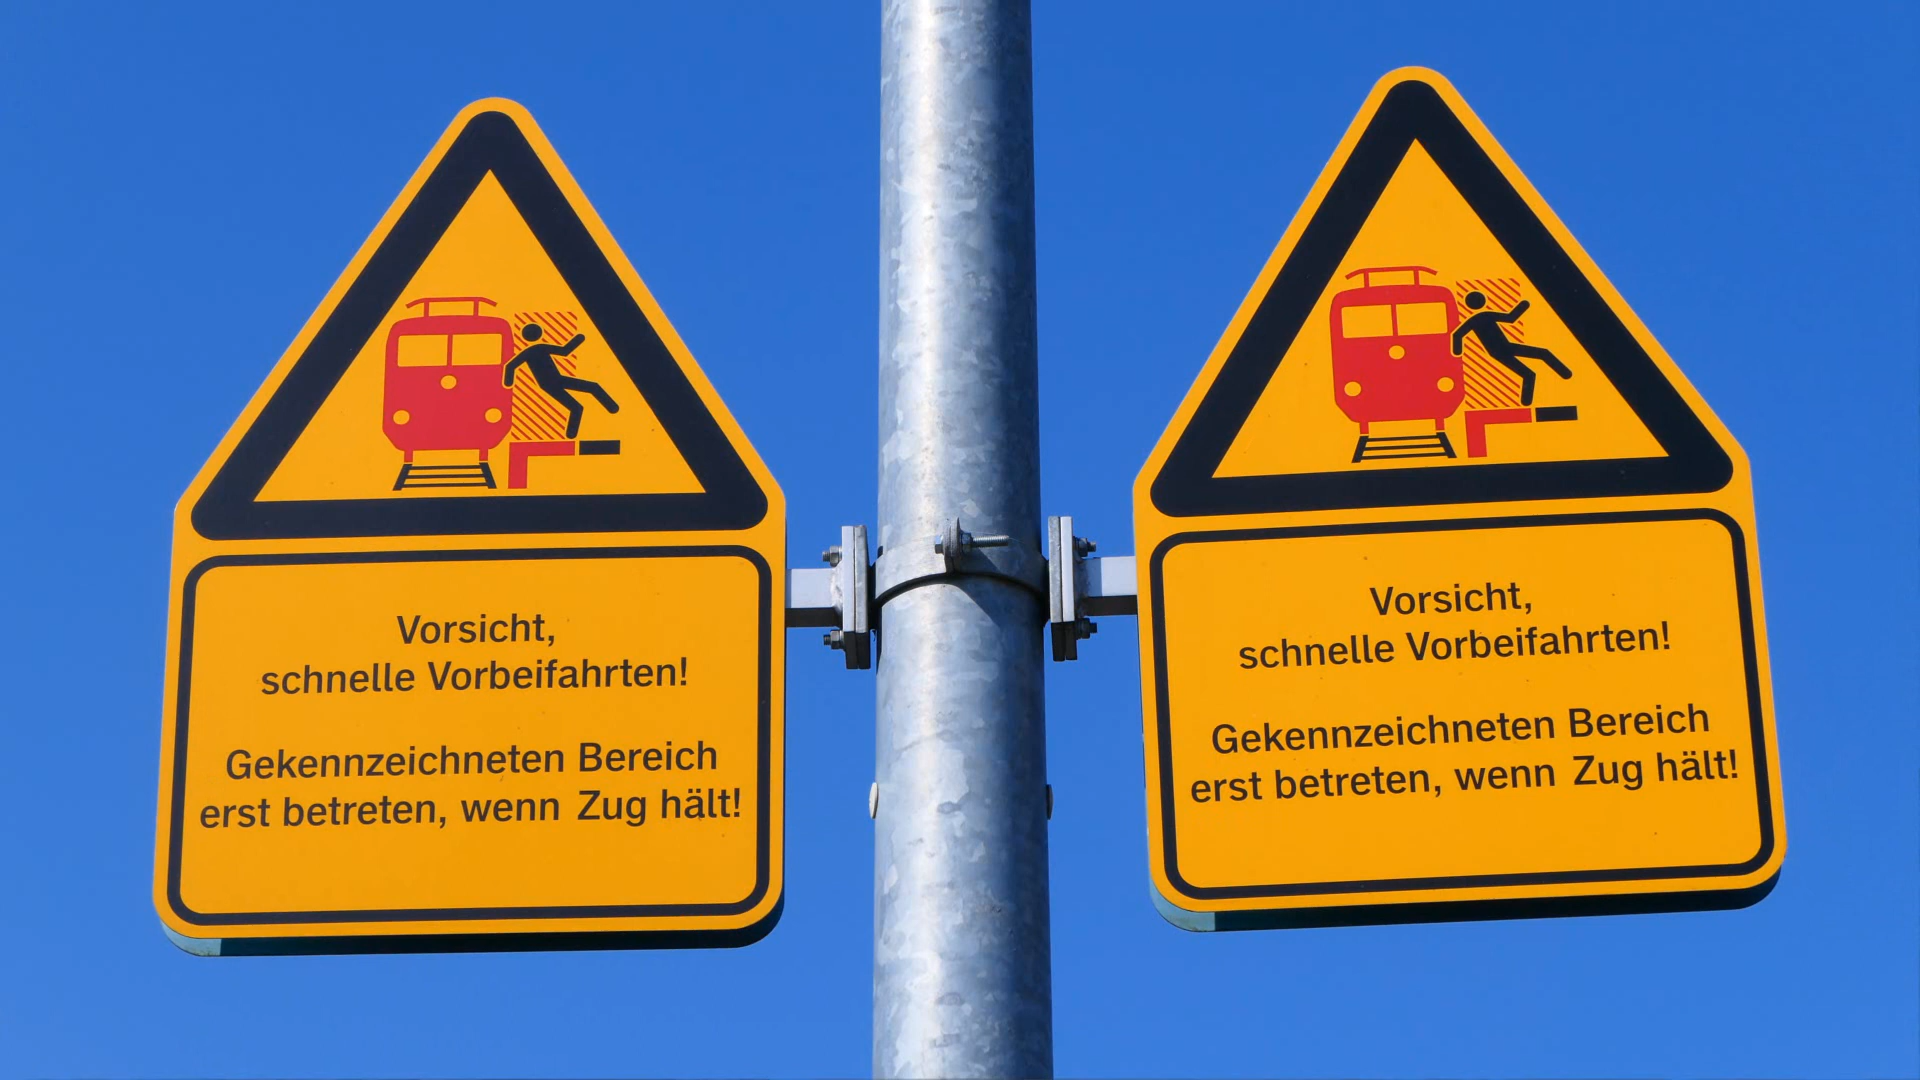 Vorsicht,
schnelle Vorbeifahrten!
Gekennzeichneten Bereich
erst betreten, wenn Zug hält!
Vorsicht,
schnelle Vorbeifahrten!
Gekennzeichneten Bereich
erst betreten, wenn Zug hält!